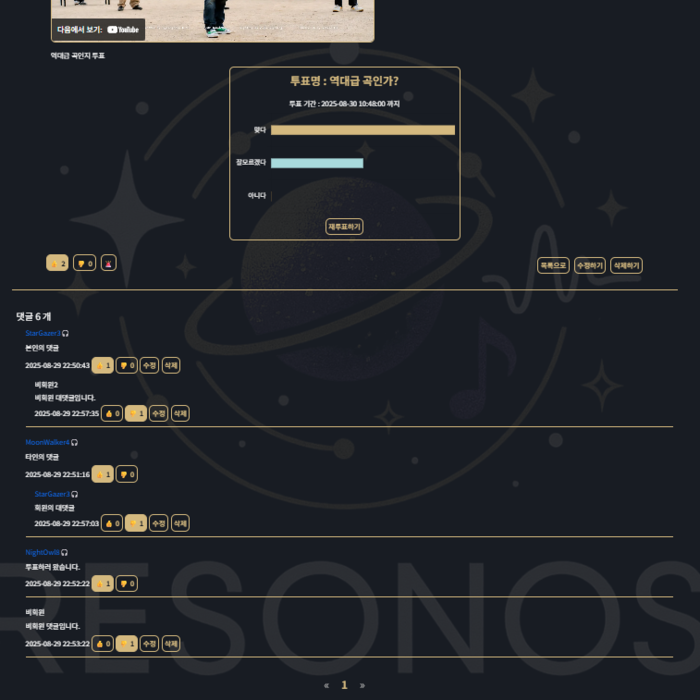 다음에서 보기: YouTube
역대급 곡인지 투표
투표명 : 역대급 곡인가?
투표 기간 : 2025-08-30 10:48:00 까지
맞다
잘모르겠다
아니다
재투표하기
2 0
목록으로 수정하기 삭제하기
댓글 6 개
StarGazer3
본인의 댓글
2025-08-29 22:50:43 1 0 수정 삭제
비회원2
비회원 대댓글입니다.
2025-08-29 22:57:35 0 1 수정 삭제
MoonWalker4
타인의 댓글
2025-08-29 22:51:16 1 0
StarGazer3
회원의 대댓글
2025-08-29 22:57:03 0 1 수정 삭제
투표하러 왔습니다.
2025-08-29 22:52:22 1 0
비회원
비회원 댓글입니다.
2025-08-29 22:53:22 0 1 수정 삭제
RESONOS
« 1 »